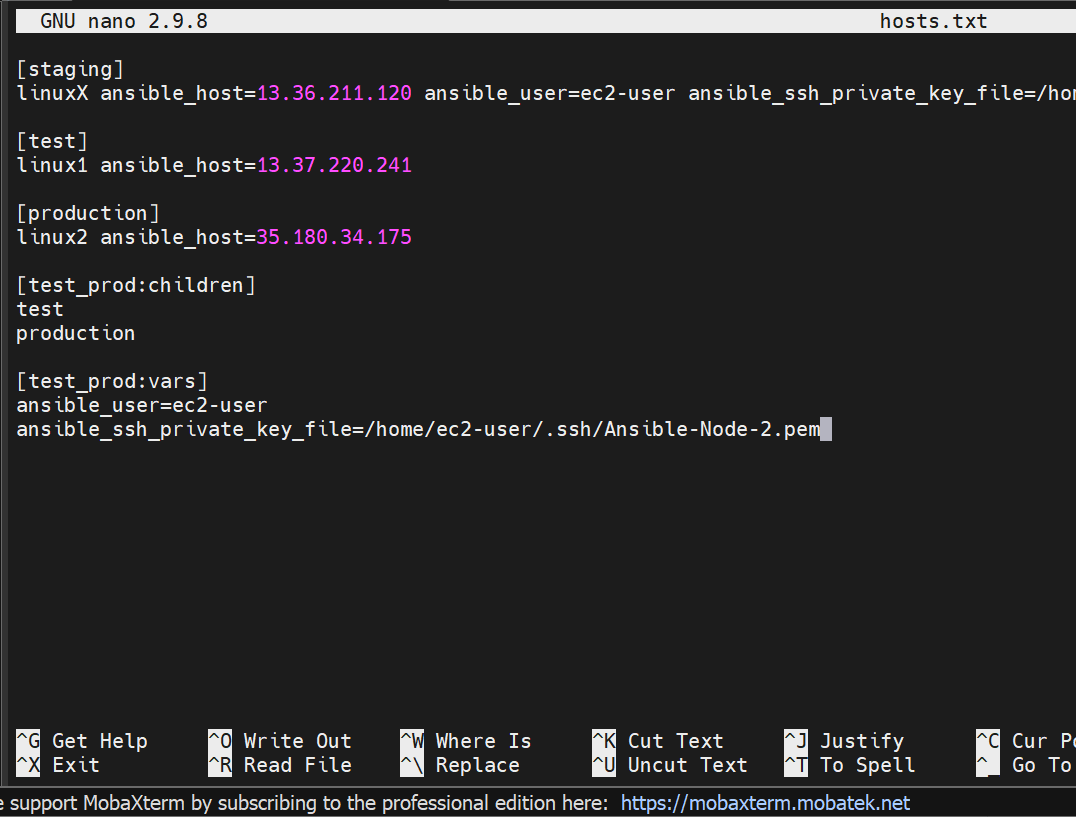 GNU nano 2.9.8 hosts.txt
[staging]
linuxX ansible_host=13.36.211.120 ansible_user=ec2-user ansible_ssh_private_key_file=/hom
[test]
linux1 ansible_host=13.37.220.241
[production]
linux2 ansible_host=35.180.34.175
[test_prod:children]
test
production
[test_prod:vars]
ansible_user=ec2-user
ansible_ssh_private_key_file=/home/ec2-user/.ssh/Ansible-Node-2.pem
^G Get Help ^O Write Out ^W Where Is ^K Cut Text ^J Justify ^C Cur Po
^X Exit ^R Read File ^\ Replace ^U Uncut Text ^T To Spell ^_ Go To
e support MobaXterm by subscribing to the professional edition here: https://mobaxterm.mobatek.net